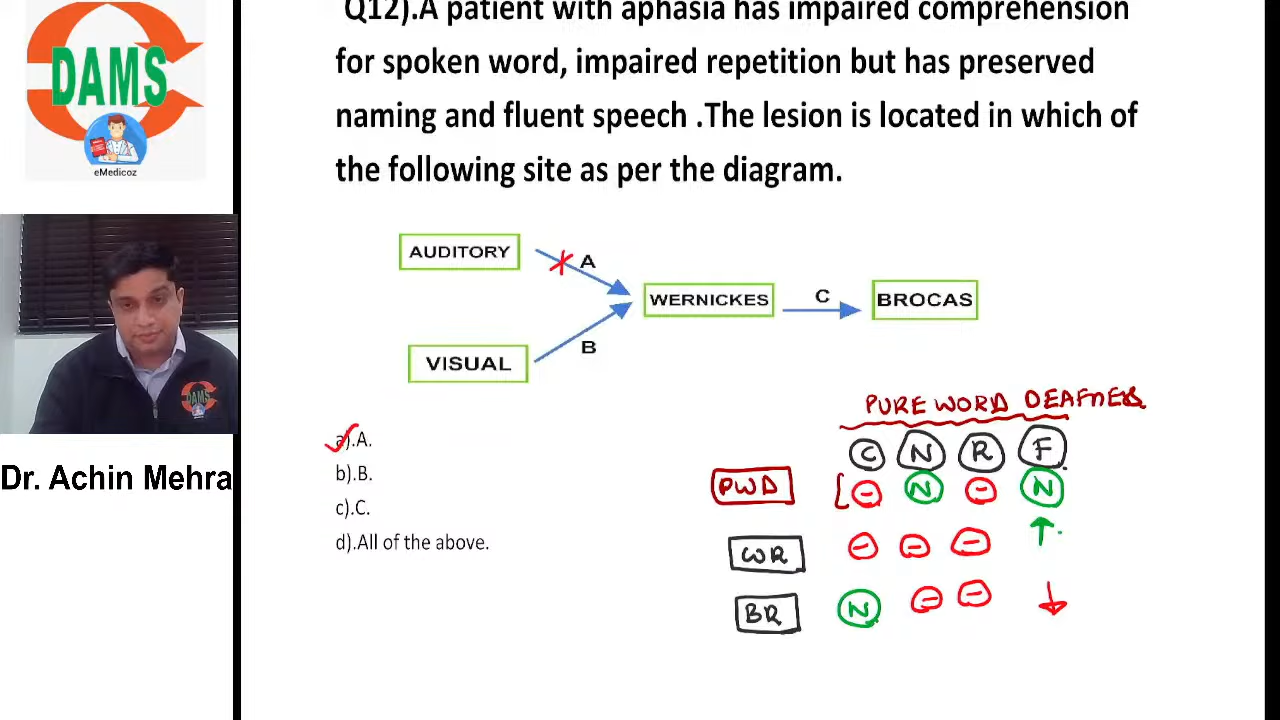 Q12).A patient with aphasia has impaired comprehension
for spoken word, impaired repetition but has preserved
naming and fluent speech .The lesion is located in which of
the following site as per the diagram.
DAMS
eMedicoz
AUDITORY
A
WERNICKES
C
BROCAS
VISUAL
B
DAMS
Dr. Achin Mehra
a).A.
b).B.
c).C.
d).All of the above.
PURE WORD DEAFNESS
C N R F
PWD - N - N
WR - - - ↑
BR N - - ↓